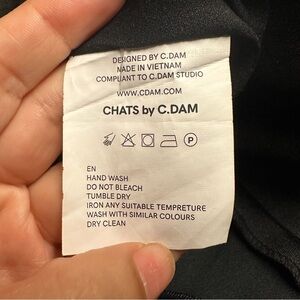 DESIGNED BY C.DAM
MADE IN VIETNAM
COMPLIANT TO C.DAM STUDIO
WWW.CDAM.COM
CHATS by C.DAM
P
EN
HAND WASH
DO NOT BLEACH
TUMBLE DRY
IRON ANY SUITABLE TEMPRETURE
WASH WITH SIMILAR COLOURS
DRY CLEAN